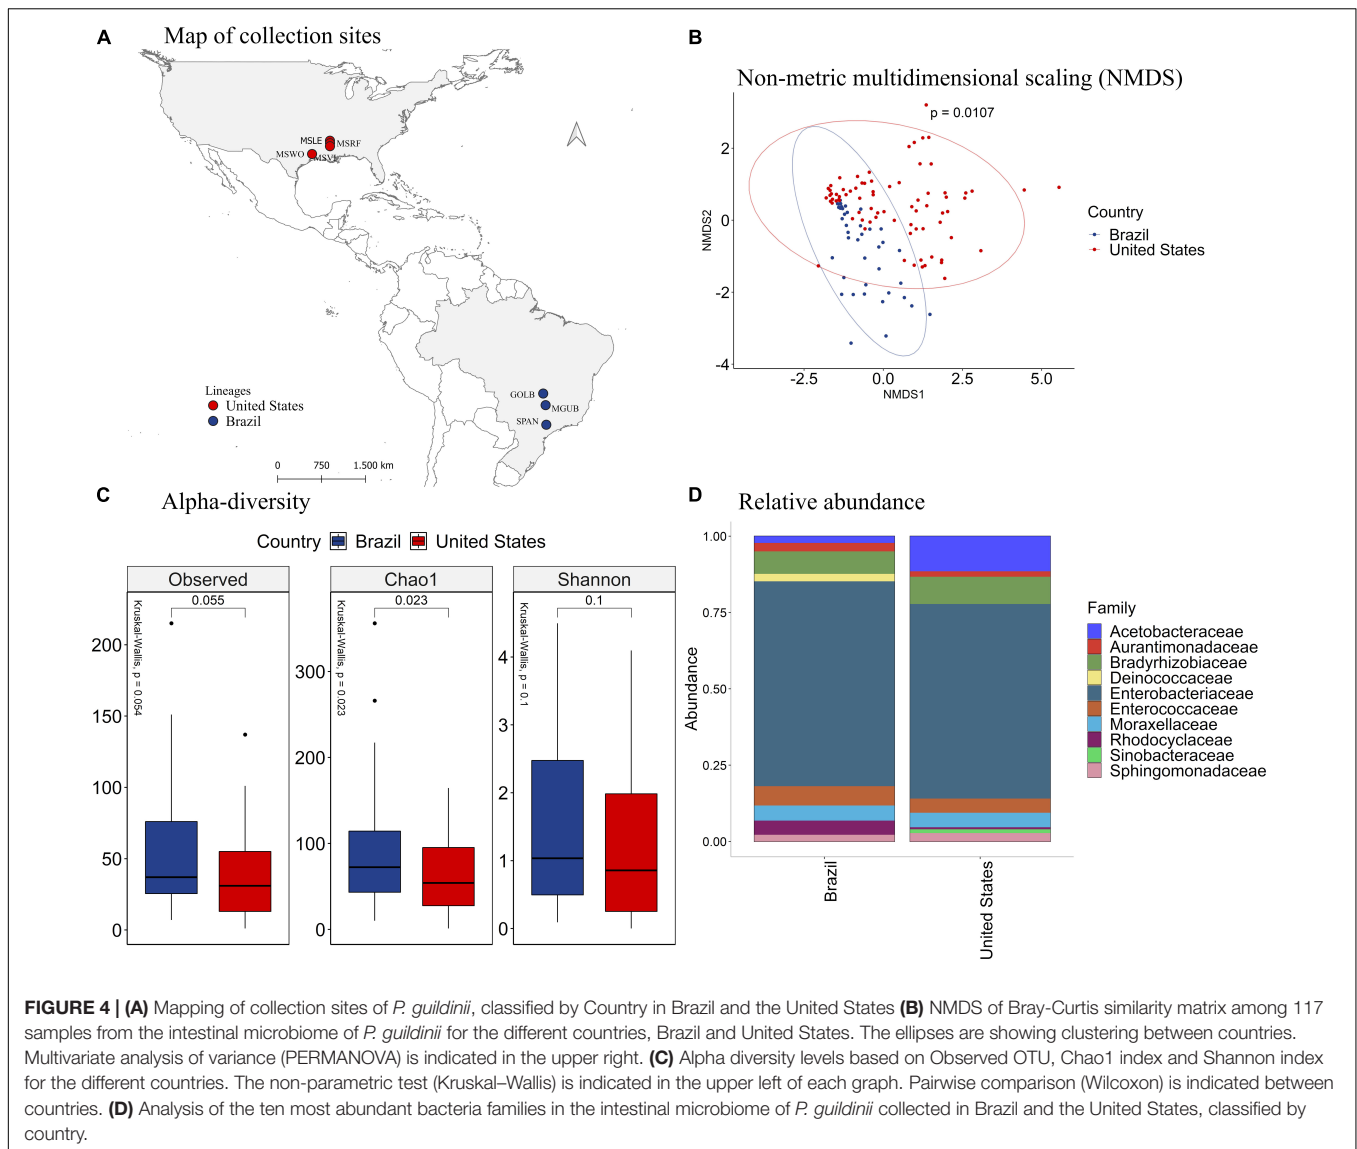 A
Map of collection sites
MSLE
MSRF
MSWO
MSVI
GOLB
MGUB
SPAN
Lineages
United States
Brazil
0 750 1.500 km
B
Non-metric multidimensional scaling (NMDS)
p = 0.0107
2
0
-2
-4
NMDS2
-2.5 0.0 2.5 5.0
NMDS1
Country
Brazil
United States
C
Alpha-diversity
Country Brazil United States
Observed
0.055
Kruskal-Wallis, p = 0.054
200
150
100
50
0
Chao1
0.023
Kruskal-Wallis, p = 0.023
300
200
100
0
Shannon
0.1
Kruskal-Wallis, p = 0.1
4
3
2
1
0
D
Relative abundance
1.00
0.75
0.50
0.25
0.00
Abundance
Brazil
United States
Family
Acetobacteraceae
Aurantimonadaceae
Bradyrhizobiaceae
Deinococcaceae
Enterobacteriaceae
Enterococcaceae
Moraxellaceae
Rhodocyclaceae
Sinobacteraceae
Sphingomonadaceae
FIGURE 4 | (A) Mapping of collection sites of P. guildinii, classified by Country in Brazil and the United States (B) NMDS of Bray-Curtis similarity matrix among 117
samples from the intestinal microbiome of P. guildinii for the different countries, Brazil and United States. The ellipses are showing clustering between countries.
Multivariate analysis of variance (PERMANOVA) is indicated in the upper right. (C) Alpha diversity levels based on Observed OTU, Chao1 index and Shannon index
for the different countries. The non-parametric test (Kruskal–Wallis) is indicated in the upper left of each graph. Pairwise comparison (Wilcoxon) is indicated between
countries. (D) Analysis of the ten most abundant bacteria families in the intestinal microbiome of P. guildinii collected in Brazil and the United States, classified by
country.